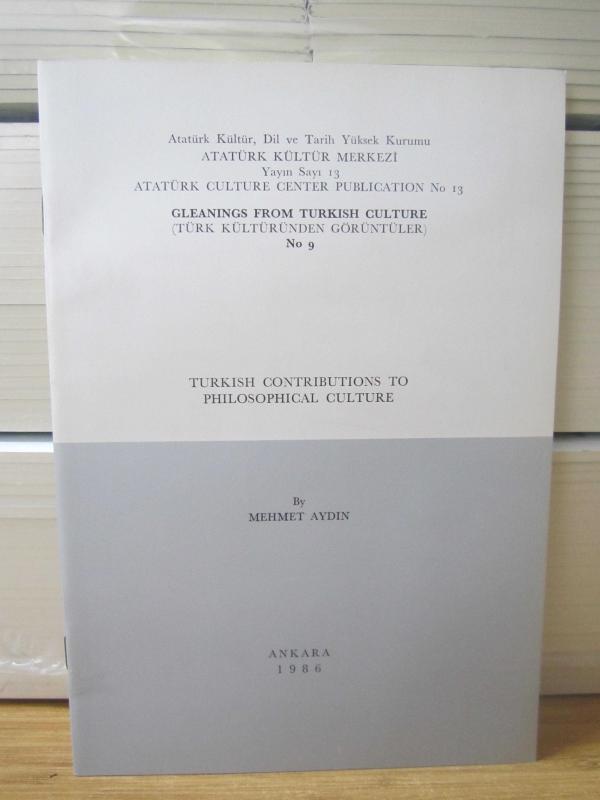 Atatürk Kültür, Dil ve Tarih Yüksek Kurumu
ATATÜRK KÜLTÜR MERKEZİ
Yayın Sayı 13
ATATÜRK CULTURE CENTER PUBLICATION No 13
GLEANINGS FROM TURKISH CULTURE
(TÜRK KÜLTÜRÜNDEN GÖRÜNTÜLER)
No 9
TURKISH CONTRIBUTIONS TO
PHILOSOPHICAL CULTURE
By
MEHMET AYDIN
ANKARA
1986